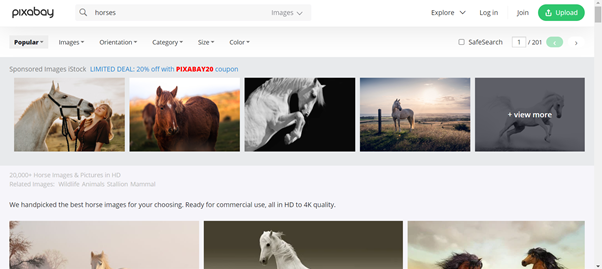 pixabay horses Images Explore Log in Join Upload
Popular Images Orientation Category Size Color SafeSearch 1 / 201
Sponsored Images iStock LIMITED DEAL: 20% off with PIXABAY20 coupon
+ view more
20,000+ Horse Images & Pictures in HD
Related Images: Wildlife Animals Stallion Mammal
We handpicked the best horse images for your choosing. Ready for commercial use, all in HD to 4K quality.